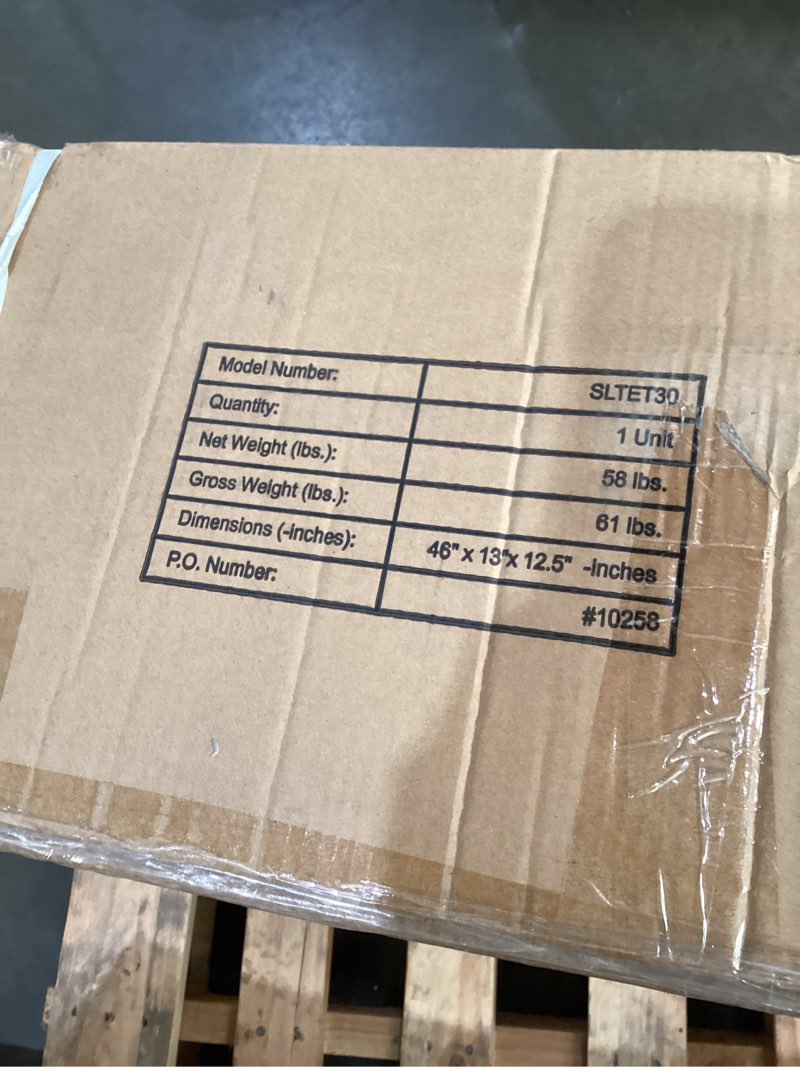 Model Number: SLTET30
Quantity: 1 Unit
Net Weight (lbs.): 58 lbs.
Gross Weight (lbs.): 61 lbs.
Dimensions (-inches): 46" x 13"x 12.5" -inches
P.O. Number: #10258